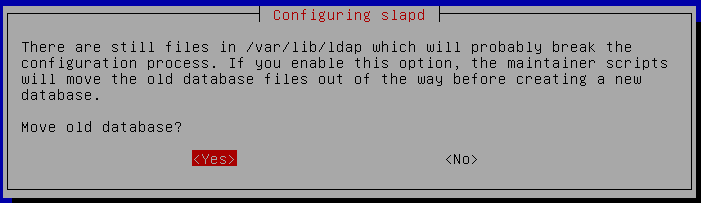 Configuring slapd
There are still files in /var/lib/ldap which will probably break the
configuration process. If you enable this option, the maintainer scripts
will move the old database files out of the way before creating a new
database.
Move old database?
<Yes> <No>